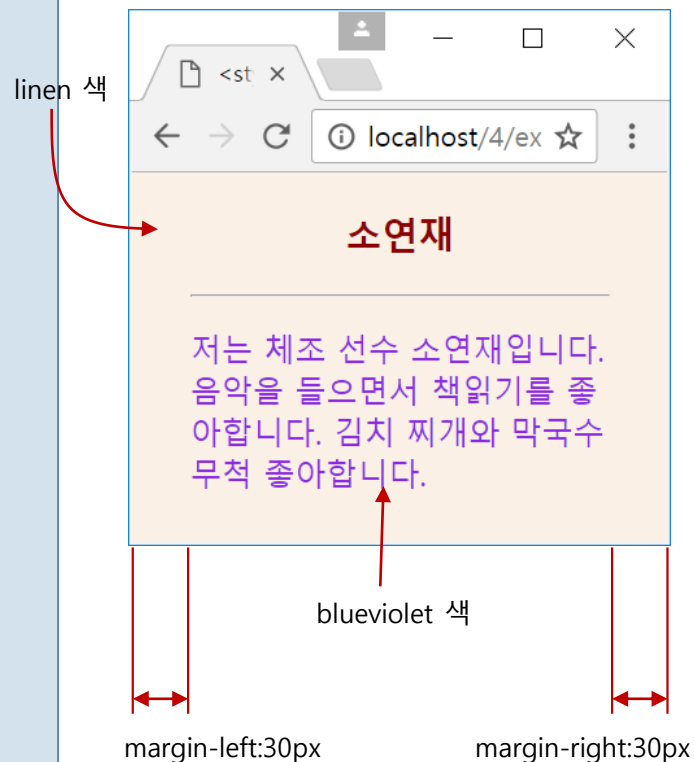 linen 색
<st
localhost/4/ex
소연재
저는 체조 선수 소연재입니다.
음악을 들으면서 책읽기를 좋
아합니다. 김치 찌개와 막국수
무척 좋아합니다.
blueviolet 색
margin-left:30px
margin-right:30px